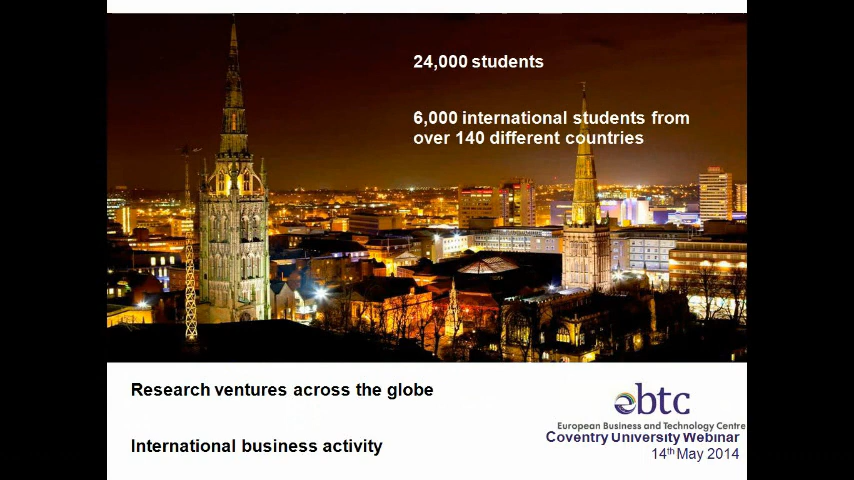 24,000 students
6,000 international students from
over 140 different countries
Research ventures across the globe
International business activity
ebtc
European Business and Technology Centre
Coventry University Webinar
14th May 2014